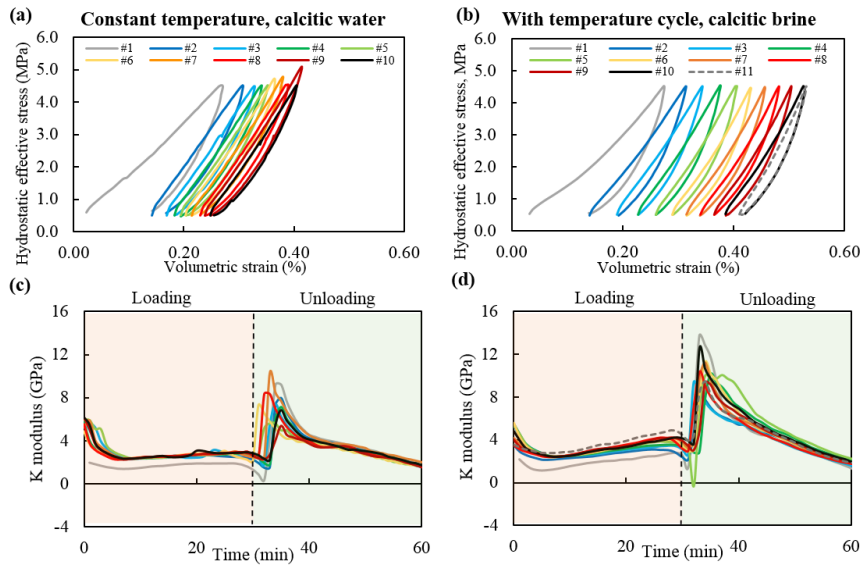 (a) Constant temperature, calcitic water
Hydrostatic effective stress (MPa)
6.0
5.0
4.0
3.0
2.0
1.0
0.0
#1 #2 #3 #4 #5
#6 #7 #8 #9 #10
0.00 0.20 0.40 0.60
Volumetric strain (%)
(b) With temperature cycle, calcitic brine
Hydrostatic effective stress, MPa
6.0
5.0
4.0
3.0
2.0
1.0
0.0
#1 #2 #3 #4
#5 #6 #7 #8
#9 #10 #11
0.00 0.20 0.40 0.60
Volumetric strain (%)
(c)
Loading Unloading
K modulus (GPa)
16
12
8
4
0
-4
0 20 40 60
Time (min)
(d)
Loading Unloading
K modulus (GPa)
16
12
8
4
0
-4
0 20 40 60
Time (min)